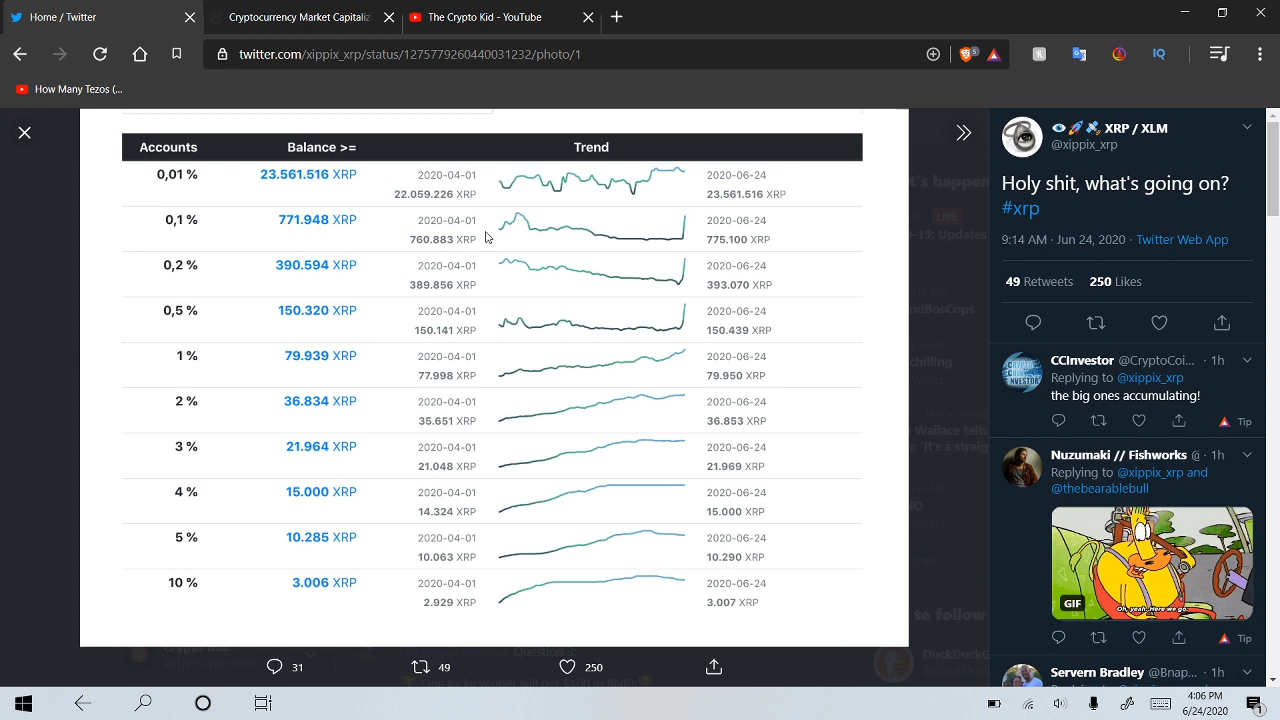 Home / Twitter
Cryptocurrency Market Capitaliz
The Crypto Kid - YouTube
twitter.com/xippix_xrp/status/1275779260440031232/photo/1
How Many Tezos (...
Accounts Balance >= Trend
0,01 % 23.561.516 XRP 2020-04-01 22.059.226 XRP 2020-06-24 23.561.516 XRP
0,1 % 771.948 XRP 2020-04-01 760.883 XRP 2020-06-24 775.100 XRP
0,2 % 390.594 XRP 2020-04-01 389.856 XRP 2020-06-24 393.070 XRP
0,5 % 150.320 XRP 2020-04-01 150.141 XRP 2020-06-24 150.439 XRP
1 % 79.939 XRP 2020-04-01 77.998 XRP 2020-06-24 79.950 XRP
2 % 36.834 XRP 2020-04-01 35.651 XRP 2020-06-24 36.853 XRP
3 % 21.964 XRP 2020-04-01 21.048 XRP 2020-06-24 21.969 XRP
4 % 15.000 XRP 2020-04-01 14.324 XRP 2020-06-24 15.000 XRP
5 % 10.285 XRP 2020-04-01 10.063 XRP 2020-06-24 10.290 XRP
10 % 3.006 XRP 2020-04-01 2.929 XRP 2020-06-24 3.007 XRP
31 49 250
XRP / XLM
@xippix_xrp
Holy shit, what's going on?
#xrp
9:14 AM · Jun 24, 2020 · Twitter Web App
49 Retweets 250 Likes
CCInvestor @CryptoCoi... · 1h
Replying to @xippix_xrp
the big ones accumulating!
Tip
Nuzumaki // Fishworks @ · 1h
Replying to @xippix_xrp and
@thebearablebull
GIF
Oh, yeah. Here we go.
Tip
Servern Bradley @Bnap... · 1h
to follow
DuckDuckG
4:06 PM
6/24/2020